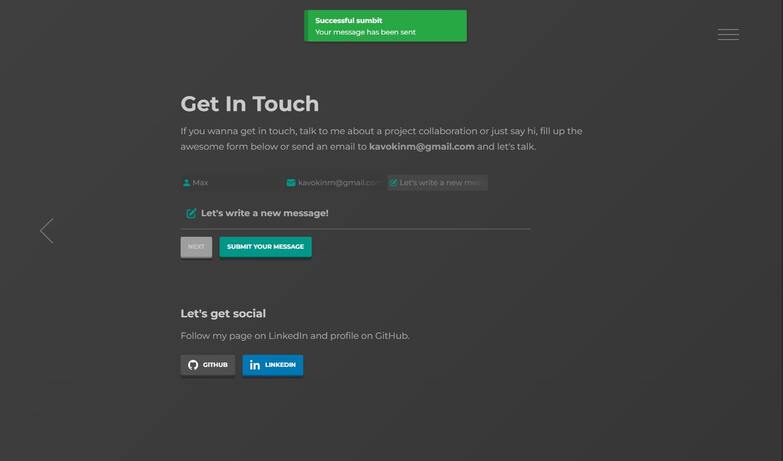 Successful sumbit
Your message has been sent
Get In Touch
If you wanna get in touch, talk to me about a project collaboration or just say hi, fill up the
awesome form below or send an email to kavokinm@gmail.com and let's talk.
Max
kavokinm@gmail.co
Let's write a new me
Let's write a new message!
NEXT
SUBMIT YOUR MESSAGE
Let's get social
Follow my page on LinkedIn and profile on GitHub.
GITHUB
LINKEDIN